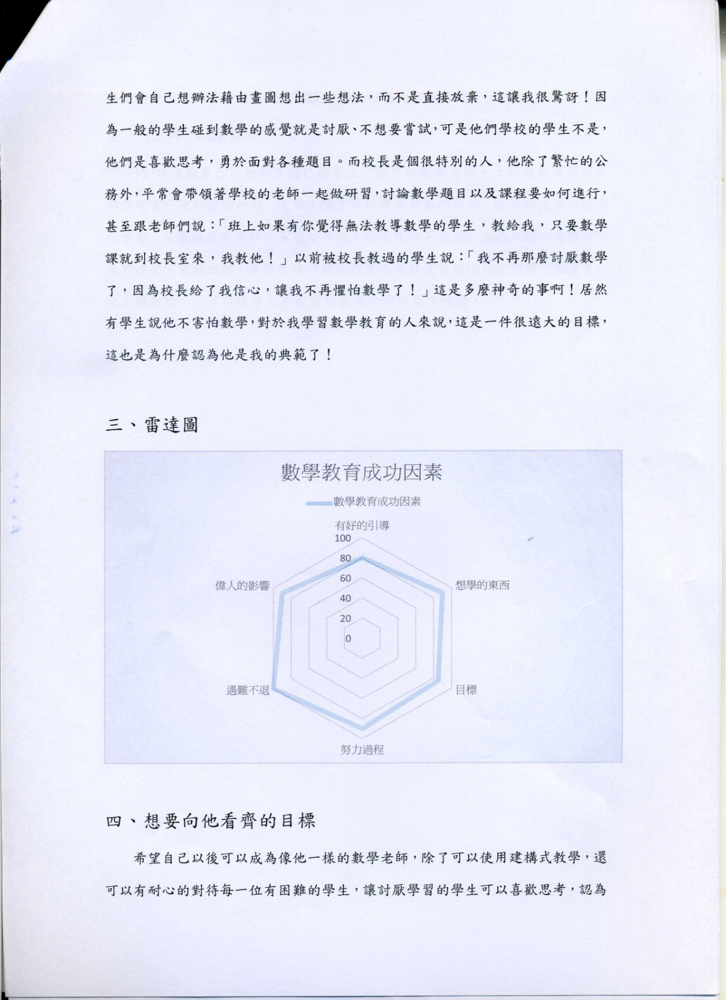 生們會自己想辦法藉由畫圖想出一些想法，而不是直接放棄，這讓我很驚訝！因
為一般的學生碰到數學的感覺就是討厭、不想要嘗試，可是他們學校的學生不是，
他們是喜歡思考，勇於面對各種題目。而校長是個很特別的人，他除了繁忙的公
務外，平常會帶領著學校的老師一起做研習，討論數學題目以及課程要如何進行，
甚至跟老師們說：「班上如果有你覺得無法教導數學的學生，教給我，只要數學
課就到校長室來，我教他！」以前被校長教過的學生說：「我不再那麼討厭數學
了，因為校長給了我信心，讓我不再懼怕數學了！」這是多麼神奇的事啊！居然
有學生說他不害怕數學，對於我學習數學教育的人來說，這是一件很遠大的目標，
這也是為什麼認為他是我的典範了！
三、雷達圖
數學教育成功因素
數學教育成功因素
有好的引導
100
80
60
40
20
0
偉人的影響
想學的東西
遇難不退
目標
努力過程
四、想要向他看齊的目標
希望自己以後可以成為像他一樣的數學老師，除了可以使用建構式教學，還
可以有耐心的對待每一位有困難的學生，讓討厭學習的學生可以喜歡思考，認為